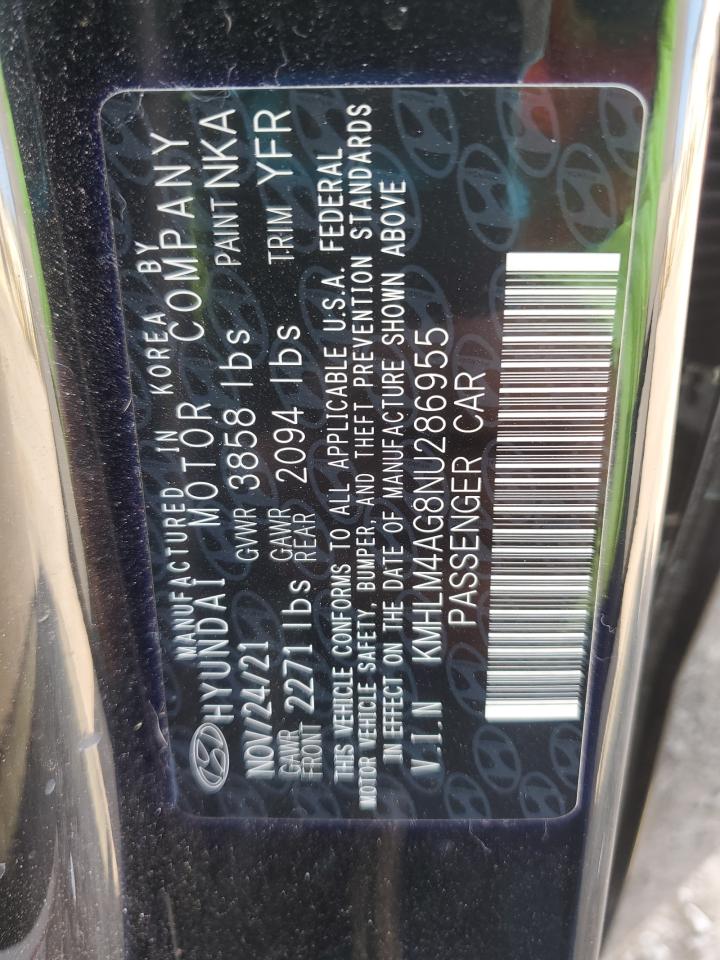 MANUFACTURED IN KOREA BY
HYUNDAI MOTOR COMPANY
NOV/24/21 GVWR 3858 lbs PAINT NKA
GAWR FRONT 2271 lbs GAWR REAR 2094 lbs TRIM YFR
THIS VEHICLE CONFORMS TO ALL APPLICABLE U.S.A. FEDERAL
MOTOR VEHICLE SAFETY, BUMPER, AND THEFT PREVENTION STANDARDS
IN EFFECT ON THE DATE OF MANUFACTURE SHOWN ABOVE
V.I.N KMHLM4AG8NU286955
PASSENGER CAR